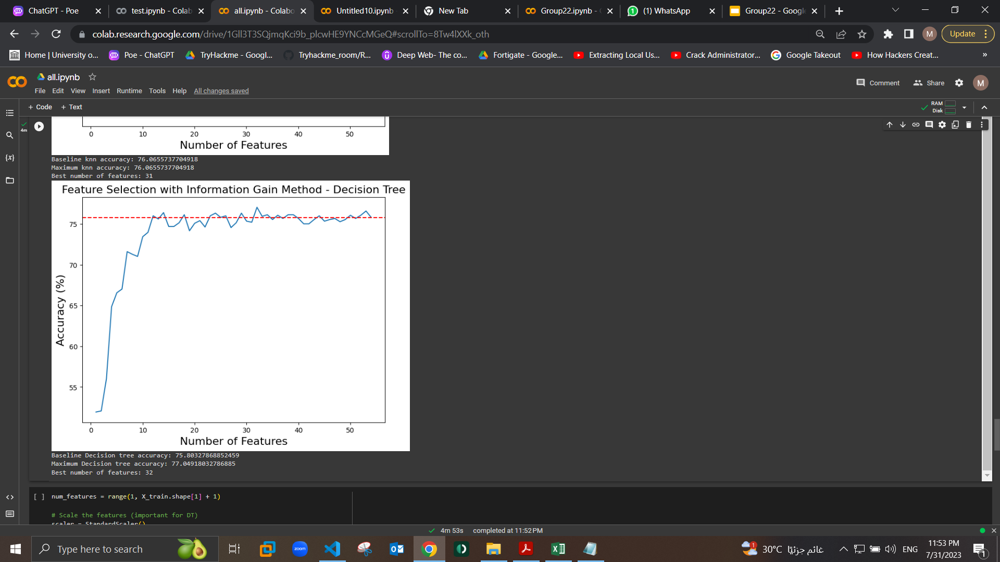 ChatGPT - Poe
test.ipynb - Colab
all.ipynb - Colabo
Untitled10.ipynb
New Tab
Group22.ipynb -
(1) WhatsApp
Group22 - Google
colab.research.google.com/drive/1Gll3T3SQjmqKci9b_plcwHE9YNCcMGeQ#scrollTo=8Tw4lXXk_oth
M
Update
Home | University o...
Poe - ChatGPT
TryHackme - Googl...
Tryhackme_room/R...
Deep Web- The co...
Fortigate - Google...
Extracting Local Us...
Crack Administrator...
Google Takeout
How Hackers Creat...
»
all.ipynb
Comment
Share
M
File Edit View Insert Runtime Tools Help All changes saved
+ Code + Text
RAM
Disk
4m
0 10 20 30 40 50
Number of Features
Baseline knn accuracy: 76.0655737704918
Maximum knn accuracy: 76.0655737704918
Best number of features: 31
Feature Selection with Information Gain Method - Decision Tree
75
70
65
60
55
Accuracy (%)
0 10 20 30 40 50
Number of Features
Baseline Decision tree accuracy: 75.80327868852459
Maximum Decision tree accuracy: 77.04918032786885
Best number of features: 32
{x}
<>
[ ] num_features = range(1, X_train.shape[1] + 1)
# Scale the features (important for DT)
scaler = StandardScaler()
4m 53s completed at 11:52 PM
Type here to search
zoom
1
30°C غائم جزئيًا
ENG
11:53 PM
7/31/2023
1